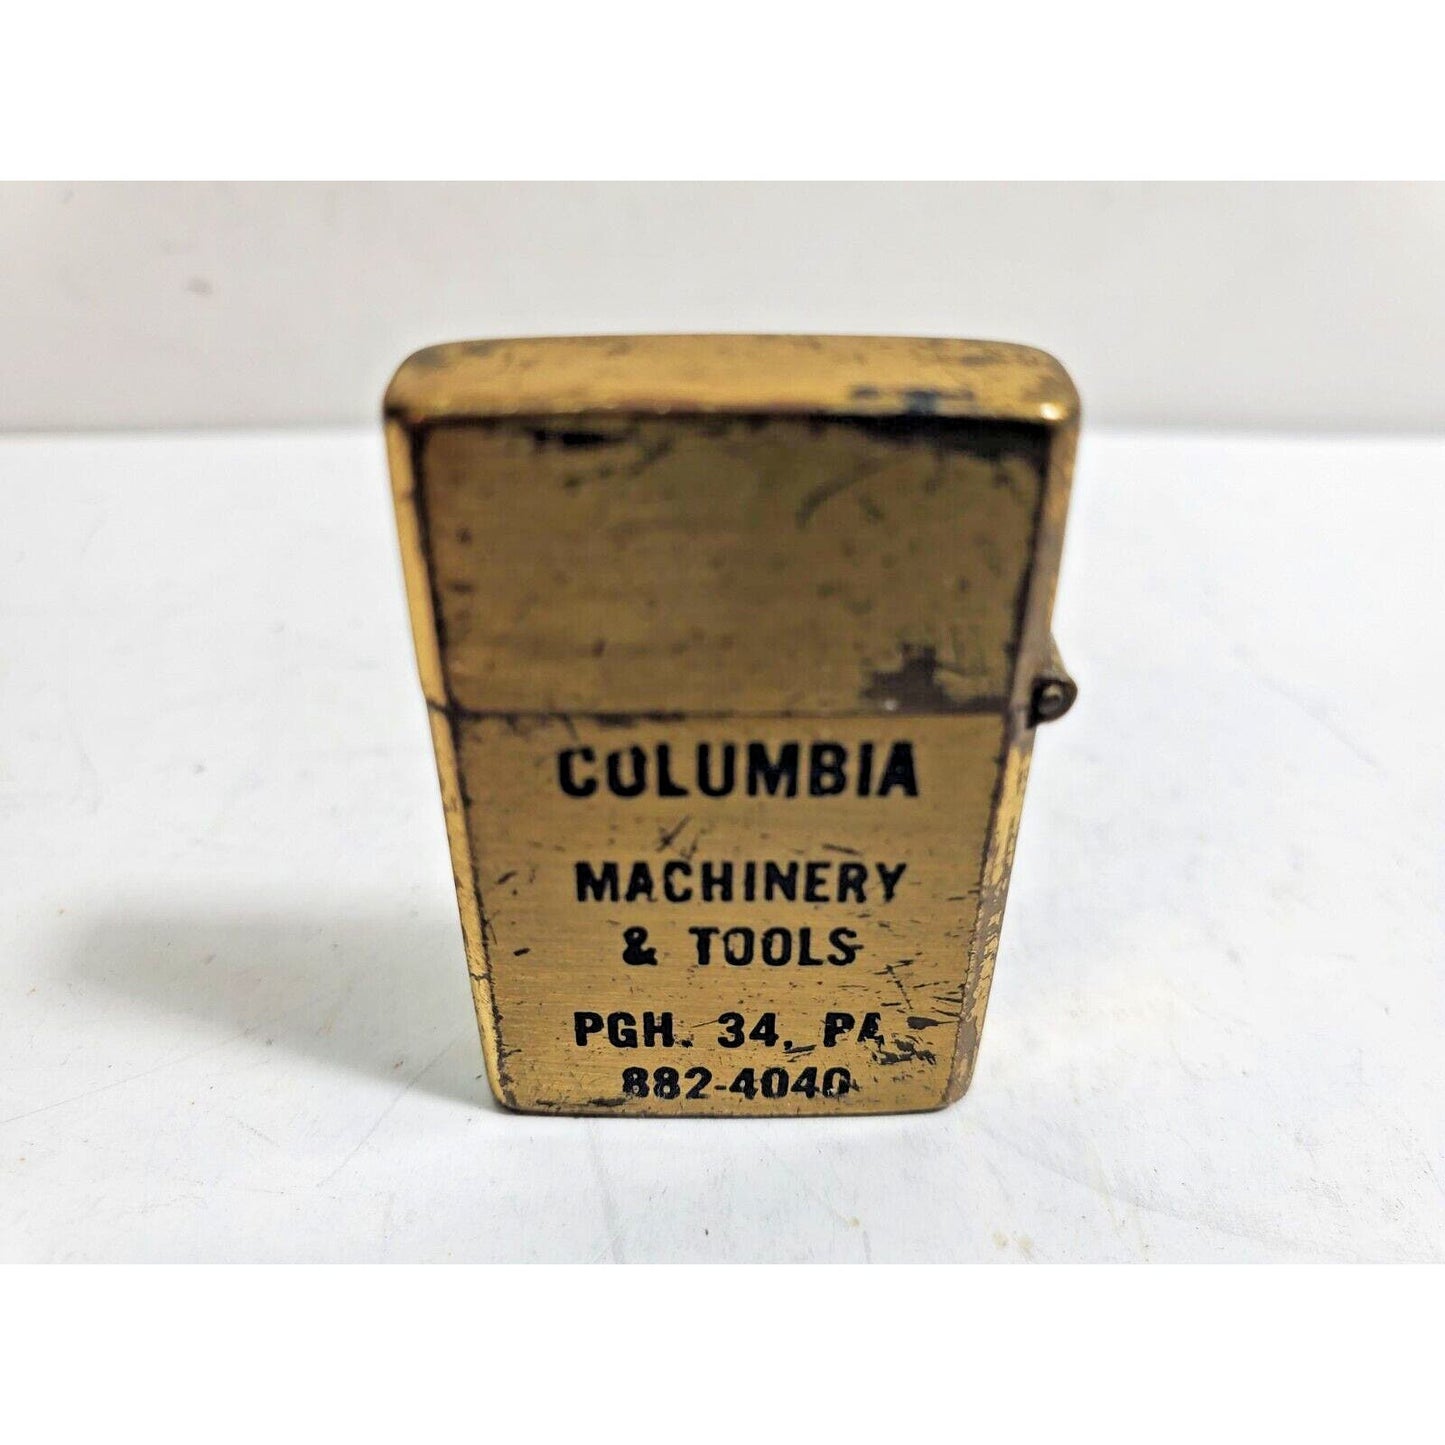 COLUMBIA
MACHINERY
& TOOLS
PGH. 34, PA
882-4040